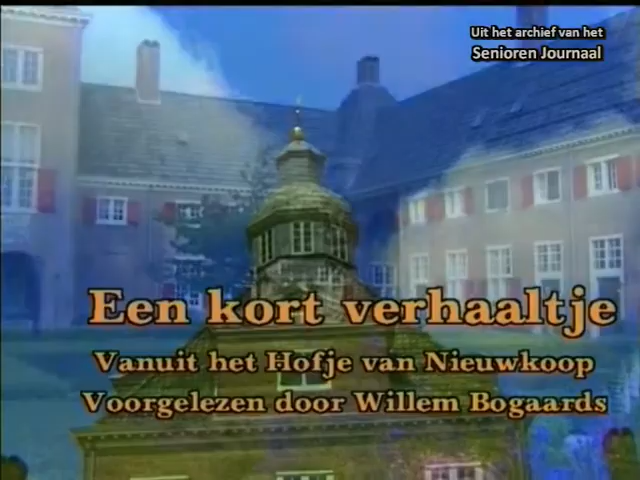 Uit het archief van het
Senioren Journaal
Een kort verhaaltje
Vanuit het Hofje van Nieuwkoop
Voorgelezen door Willem Bogaards